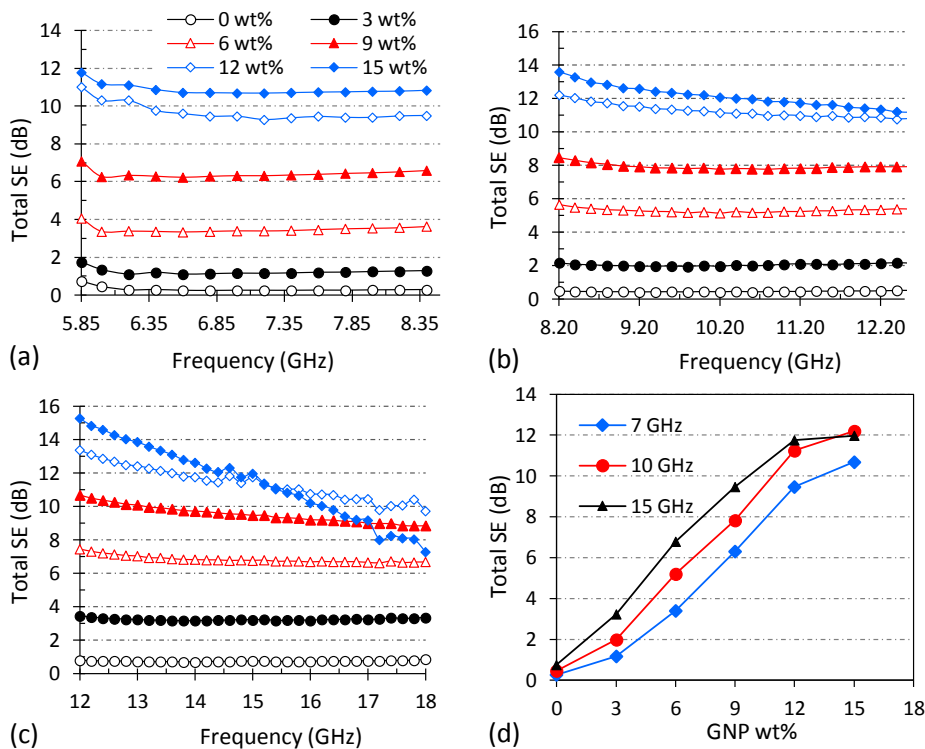 0 wt% 3 wt%
6 wt% 9 wt%
12 wt% 15 wt%
14
12
10
8
6
4
2
0
Total SE (dB)
5.85 6.35 6.85 7.35 7.85 8.35
Frequency (GHz)
(a)
16
14
12
10
8
6
4
2
0
Total SE (dB)
8.20 9.20 10.20 11.20 12.20
Frequency (GHz)
(b)
16
14
12
10
8
6
4
2
0
Total SE (dB)
12 13 14 15 16 17 18
Frequency (GHz)
(c)
14
12
10
8
6
4
2
0
Total SE (dB)
7 GHz
10 GHz
15 GHz
0 3 6 9 12 15 18
GNP wt%
(d)